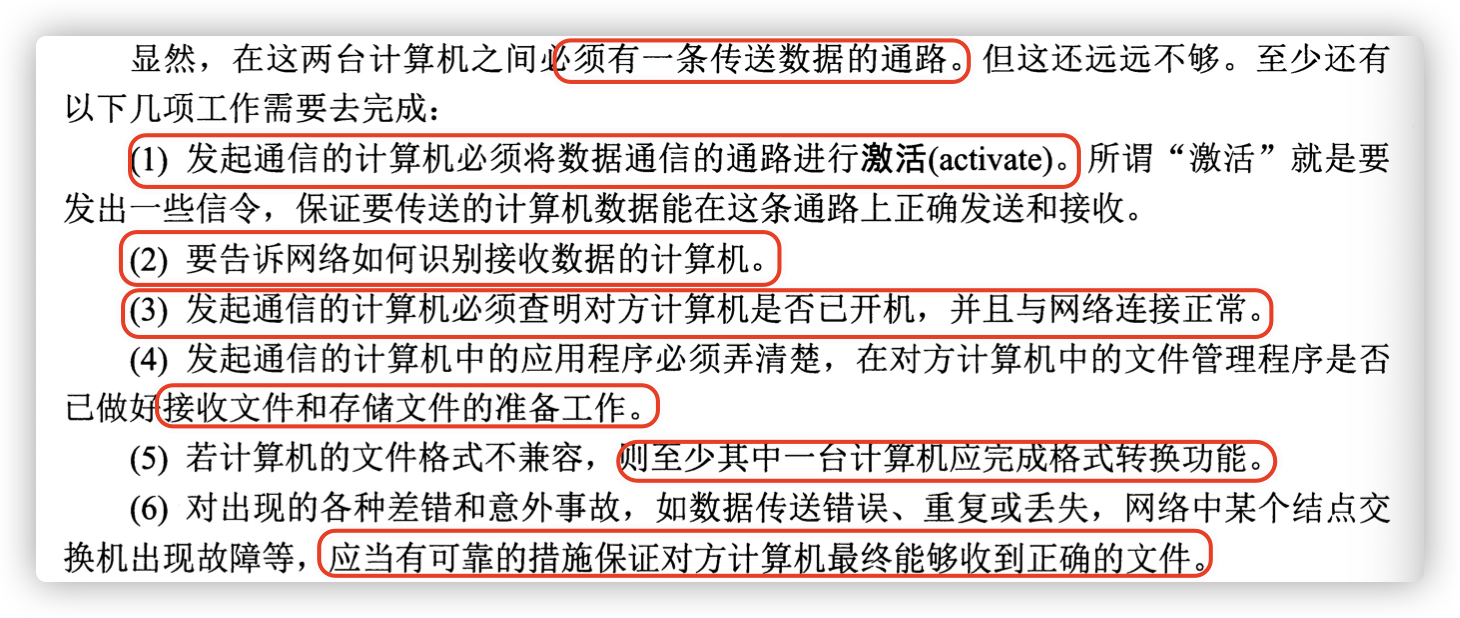 显然，在这两台计算机之间必须有一条传送数据的通路。但这还远远不够。至少还有
以下几项工作需要去完成：
(1) 发起通信的计算机必须将数据通信的通路进行激活(activate)。所谓“激活”就是要
发出一些信令，保证要传送的计算机数据能在这条通路上正确发送和接收。
(2) 要告诉网络如何识别接收数据的计算机。
(3) 发起通信的计算机必须查明对方计算机是否已开机，并且与网络连接正常。
(4) 发起通信的计算机中的应用程序必须弄清楚，在对方计算机中的文件管理程序是否
已做好接收文件和存储文件的准备工作。
(5) 若计算机的文件格式不兼容，则至少其中一台计算机应完成格式转换功能。
(6) 对出现的各种差错和意外事故，如数据传送错误、重复或丢失，网络中某个结点交
换机出现故障等，应当有可靠的措施保证对方计算机最终能够收到正确的文件。